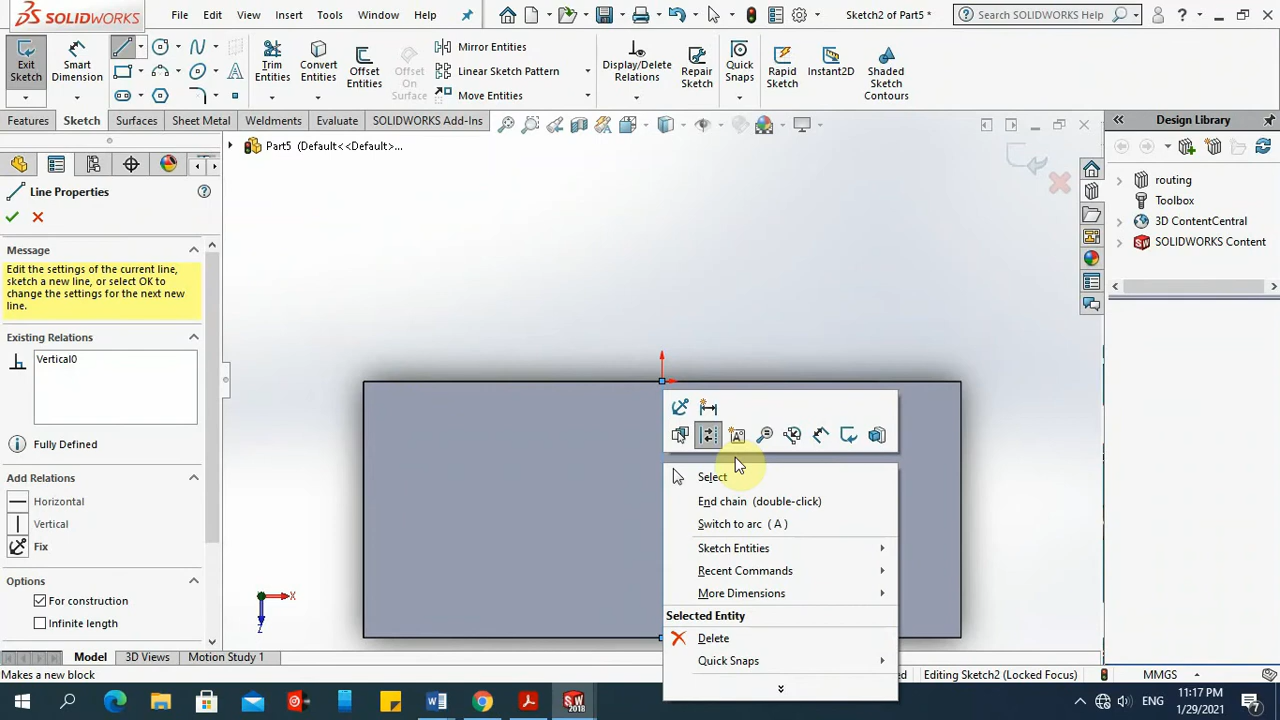 SOLIDWORKS
File Edit View Insert Tools Window Help
Sketch2 of Part5 *
Search SOLIDWORKS Help
Exit Sketch
Smart Dimension
Trim Entities
Convert Entities
Offset Entities
Offset On Surface
Mirror Entities
Linear Sketch Pattern
Move Entities
Display/Delete Relations
Repair Sketch
Quick Snaps
Rapid Sketch
Instant2D
Shaded Sketch Contours
Features Sketch Surfaces Sheet Metal Weldments Evaluate SOLIDWORKS Add-Ins
Design Library
Part5 (Default<<Default>...
Line Properties
Message
Edit the settings of the current line,
sketch a new line, or select OK to
change the settings for the next new
line.
Existing Relations
Vertical0
Fully Defined
Add Relations
Horizontal
Vertical
Fix
Options
For construction
Infinite length
routing
Toolbox
3D ContentCentral
SOLIDWORKS Content
Select
End chain (double-click)
Switch to arc ( A )
Sketch Entities
Recent Commands
More Dimensions
Selected Entity
Delete
Quick Snaps
X
Z
Model 3D Views Motion Study 1
Makes a new block
Editing Sketch2 (Locked Focus)
MMGS
SW
2018
ENG
11:17 PM
1/29/2021
7